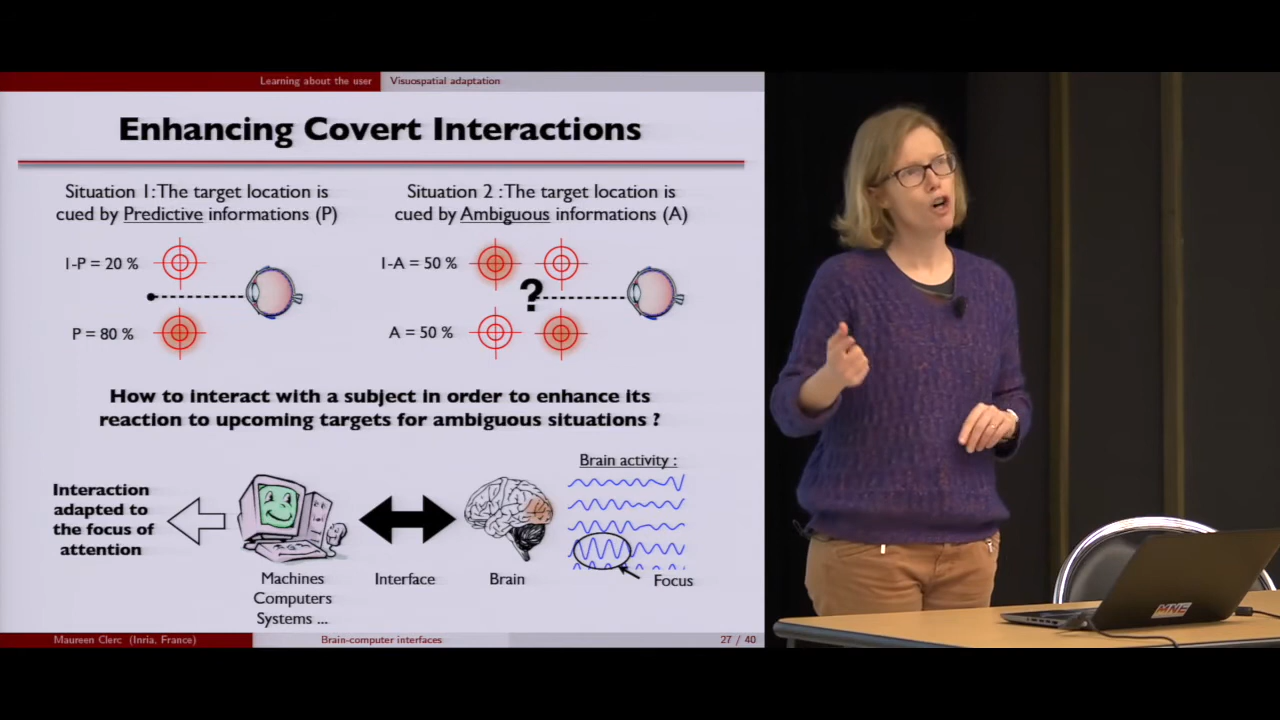 Learning about the user
Visuospatial adaptation
Enhancing Covert Interactions
Situation 1: The target location is
cued by Predictive informations (P)
Situation 2 : The target location is
cued by Ambiguous informations (A)
1-P = 20 %
P = 80 %
1-A = 50 %
?
A = 50 %
How to interact with a subject in order to enhance its
reaction to upcoming targets for ambiguous situations ?
Interaction
adapted to
the focus of
attention
Machines
Computers
Systems ...
Interface
Brain
Brain activity :
Focus
Maureen Clerc (Inria, France)
Brain-computer interfaces
27 / 40
MNE